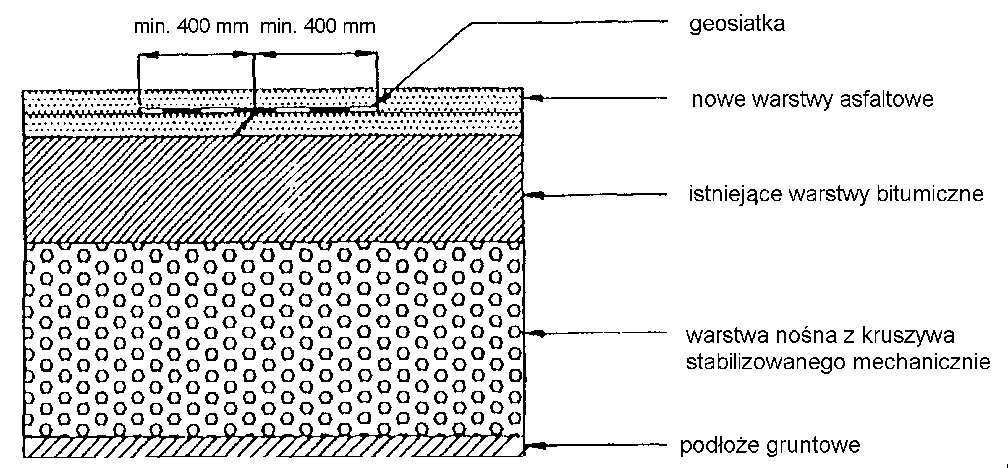 min. 400 mm min. 400 mm
geosiatka
nowe warstwy asfaltowe
istniejące warstwy bitumiczne
warstwa nośna z kruszywa
stabilizowanego mechanicznie
podłoże gruntowe